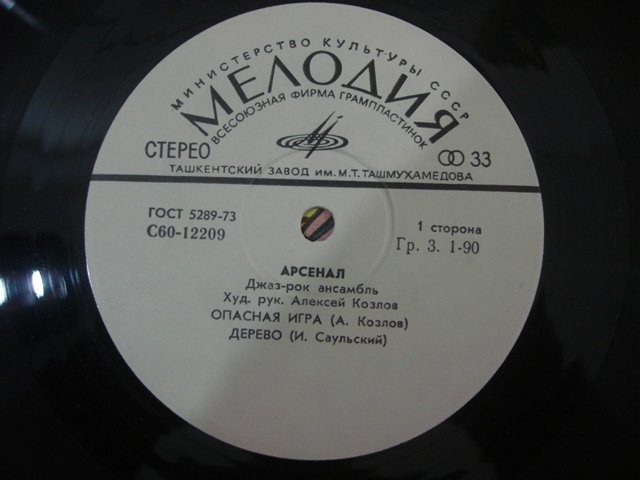 МИНИСТЕРСТВО КУЛЬТУРЫ СССР
МЕЛОДИЯ
ВСЕСОЮЗНАЯ ФИРМА ГРАМПЛАСТИНОК
СТЕРЕО
33
ТАШКЕНТСКИЙ ЗАВОД ИМ. М.Т. ТАШМУХАМЕДОВА
ГОСТ 5289-73
С60-12209
1 сторона
Гр. 3. 1-90
АРСЕНАЛ
Джаз-рок ансамбль
Худ. рук. Алексей Козлов
ОПАСНАЯ ИГРА (А. Козлов)
ДЕРЕВО (И. Саульский)